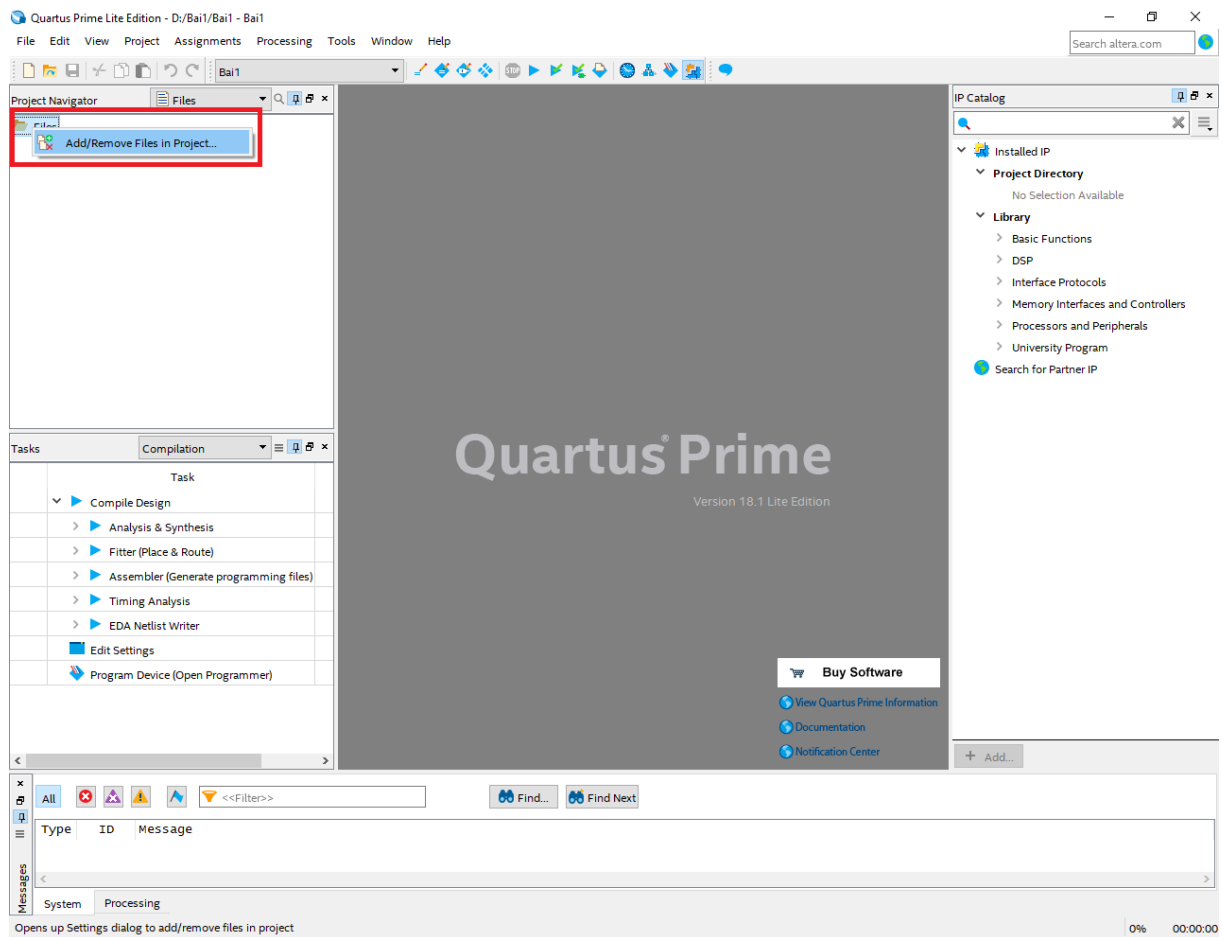 Quartus Prime Lite Edition - D:/Bai1/Bai1 - Bai1
File Edit View Project Assignments Processing Tools Window Help
Search altera.com
Bai1
STOP
Project Navigator Files
Files
Add/Remove Files in Project...
IP Catalog
Installed IP
Project Directory
No Selection Available
Library
Basic Functions
DSP
Interface Protocols
Memory Interfaces and Controllers
Processors and Peripherals
University Program
Search for Partner IP
+ Add...
Tasks Compilation
Task
Compile Design
Analysis & Synthesis
Fitter (Place & Route)
Assembler (Generate programming files)
Timing Analysis
EDA Netlist Writer
Edit Settings
Program Device (Open Programmer)
Quartus® Prime
Version 18.1 Lite Edition
Buy Software
View Quartus Prime Information
Documentation
Notification Center
All <<Filter>> Find... Find Next
Type ID Message
Messages
System Processing
Opens up Settings dialog to add/remove files in project
0% 00:00:00